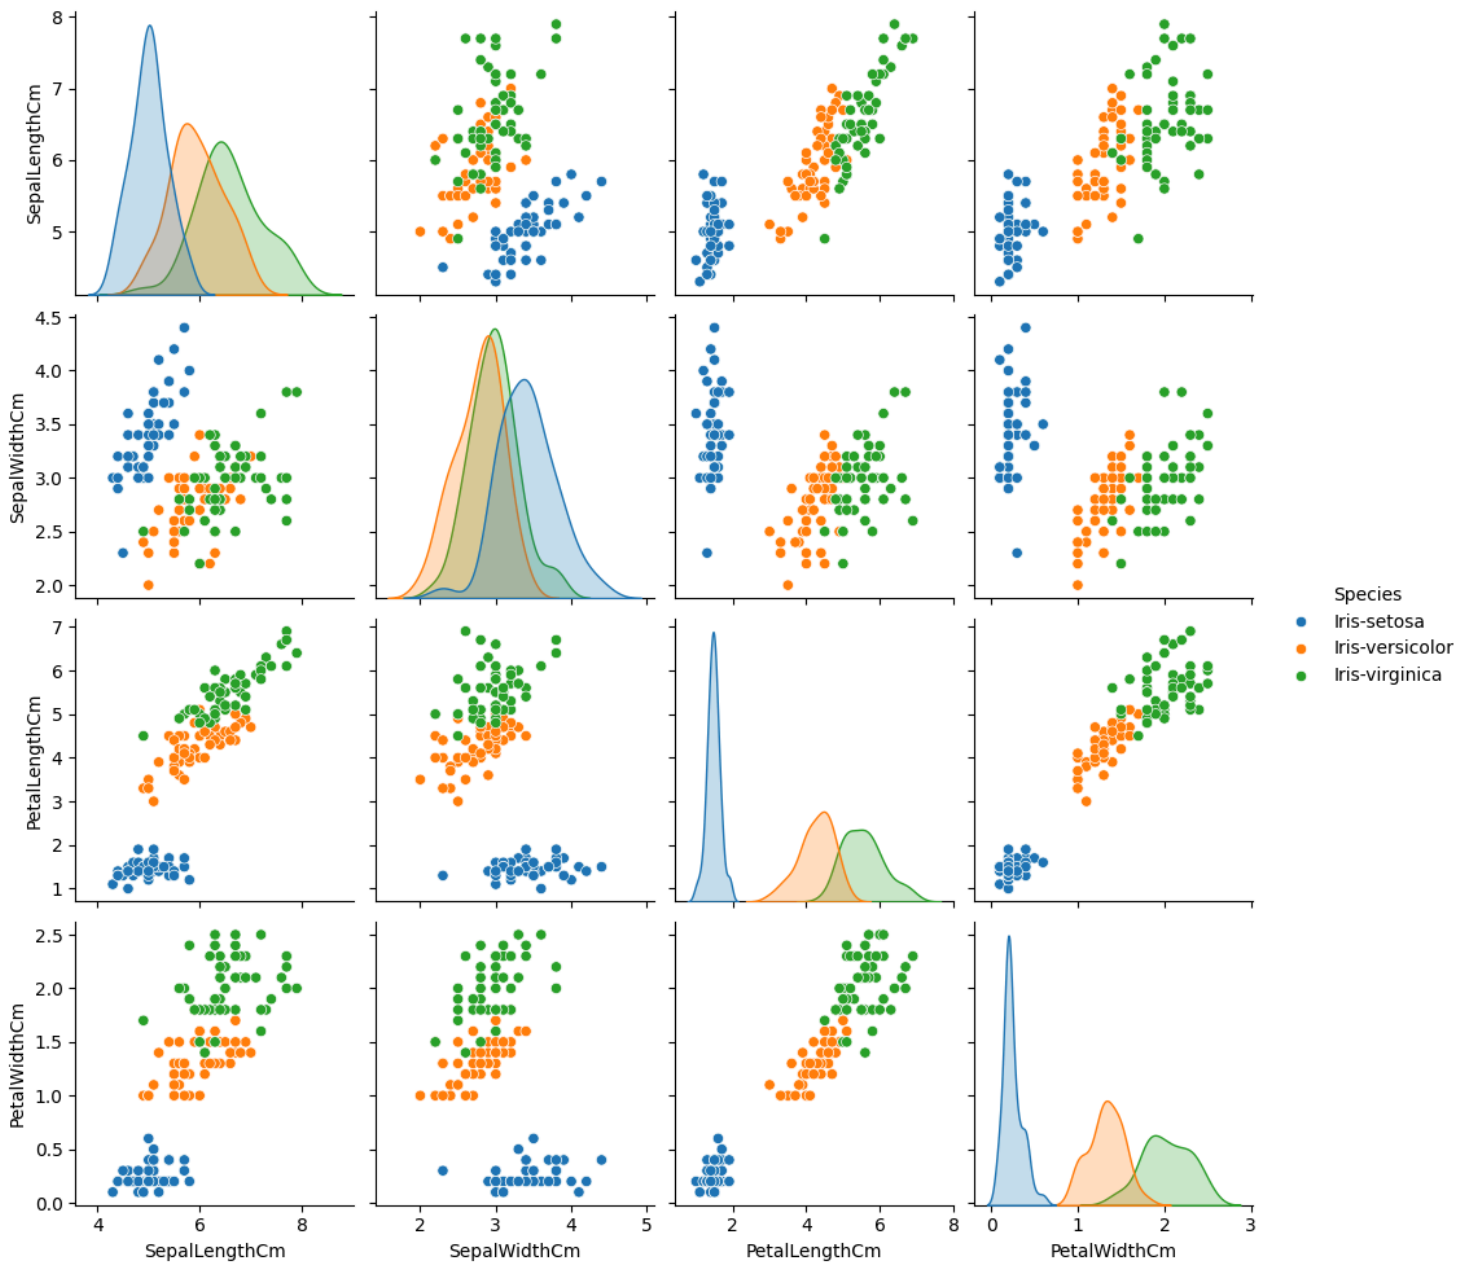 8
7
6
5
SepalLengthCm
4.5
4.0
3.5
3.0
2.5
2.0
SepalWidthCm
Species
Iris-setosa
Iris-versicolor
Iris-virginica
7
6
5
4
3
2
1
PetalLengthCm
2.5
2.0
1.5
1.0
0.5
0.0
PetalWidthCm
4 6 8
2 3 4 5
2 4 6 8
0 1 2 3
SepalLengthCm
SepalWidthCm
PetalLengthCm
PetalWidthCm